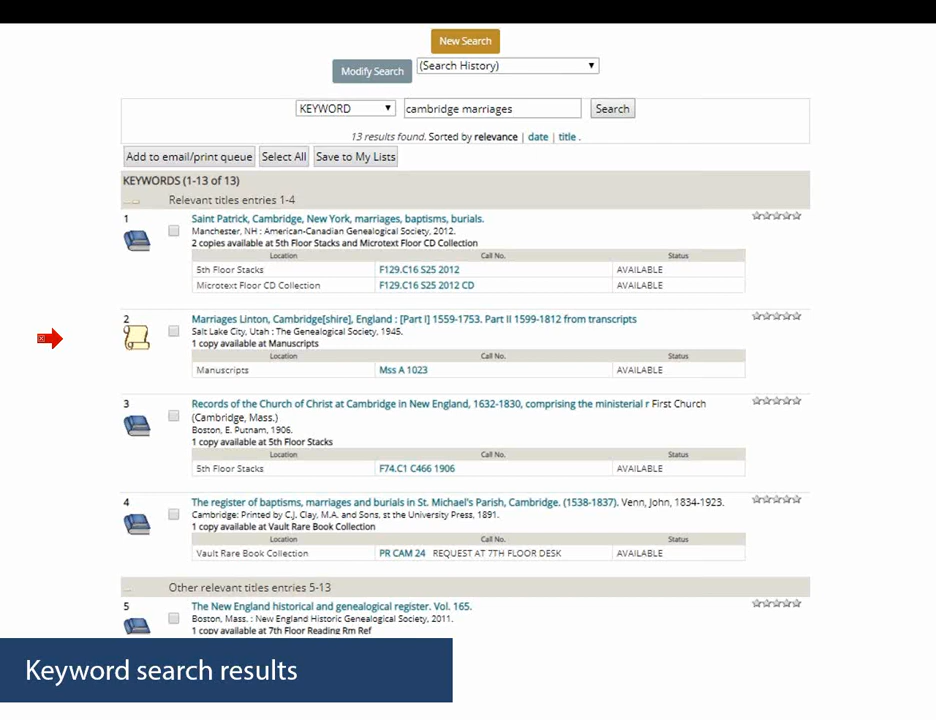 New Search
Modify Search (Search History)
KEYWORD cambridge marriages Search
13 results found. Sorted by relevance | date | title .
Add to email/print queue Select All Save to My Lists
KEYWORDS (1-13 of 13)
Relevant titles entries 1-4
1 Saint Patrick, Cambridge, New York, marriages, baptisms, burials.
Manchester, NH : American-Canadian Genealogical Society, 2012.
2 copies available at 5th Floor Stacks and Microtext Floor CD Collection
Location Call No. Status
5th Floor Stacks F129.C16 S25 2012 AVAILABLE
Microtext Floor CD Collection F129.C16 S25 2012 CD AVAILABLE
2 Marriages Linton, Cambridge[shire], England : [Part I] 1559-1753. Part II 1599-1812 from transcripts
Salt Lake City, Utah : The Genealogical Society, 1945.
1 copy available at Manuscripts
Location Call No. Status
Manuscripts Mss A 1023 AVAILABLE
3 Records of the Church of Christ at Cambridge in New England, 1632-1830, comprising the ministerial r First Church
(Cambridge, Mass.)
Boston, E. Putnam, 1906.
1 copy available at 5th Floor Stacks
Location Call No. Status
5th Floor Stacks F74.C1 C466 1906 AVAILABLE
4 The register of baptisms, marriages and burials in St. Michael's Parish, Cambridge. (1538-1837). Venn, John, 1834-1923.
Cambridge: Printed by C.J. Clay, M.A. and Sons, st the University Press, 1891.
1 copy available at Vault Rare Book Collection
Location Call No. Status
Vault Rare Book Collection PR CAM 24 REQUEST AT 7TH FLOOR DESK AVAILABLE
Other relevant titles entries 5-13
5 The New England historical and genealogical register. Vol. 165.
Boston, Mass. : New England Historic Genealogical Society, 2011.
1 copy available at 7th Floor Reading Rm Ref
Keyword search results